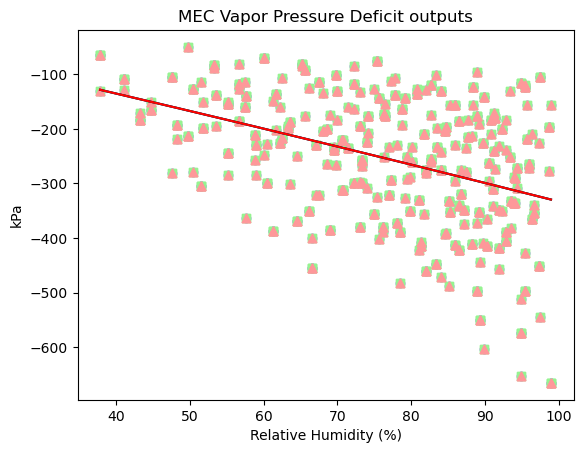 MEC Vapor Pressure Deficit outputs
kPa
−100
−200
−300
−400
−500
−600
40 50 60 70 80 90 100
Relative Humidity (%)